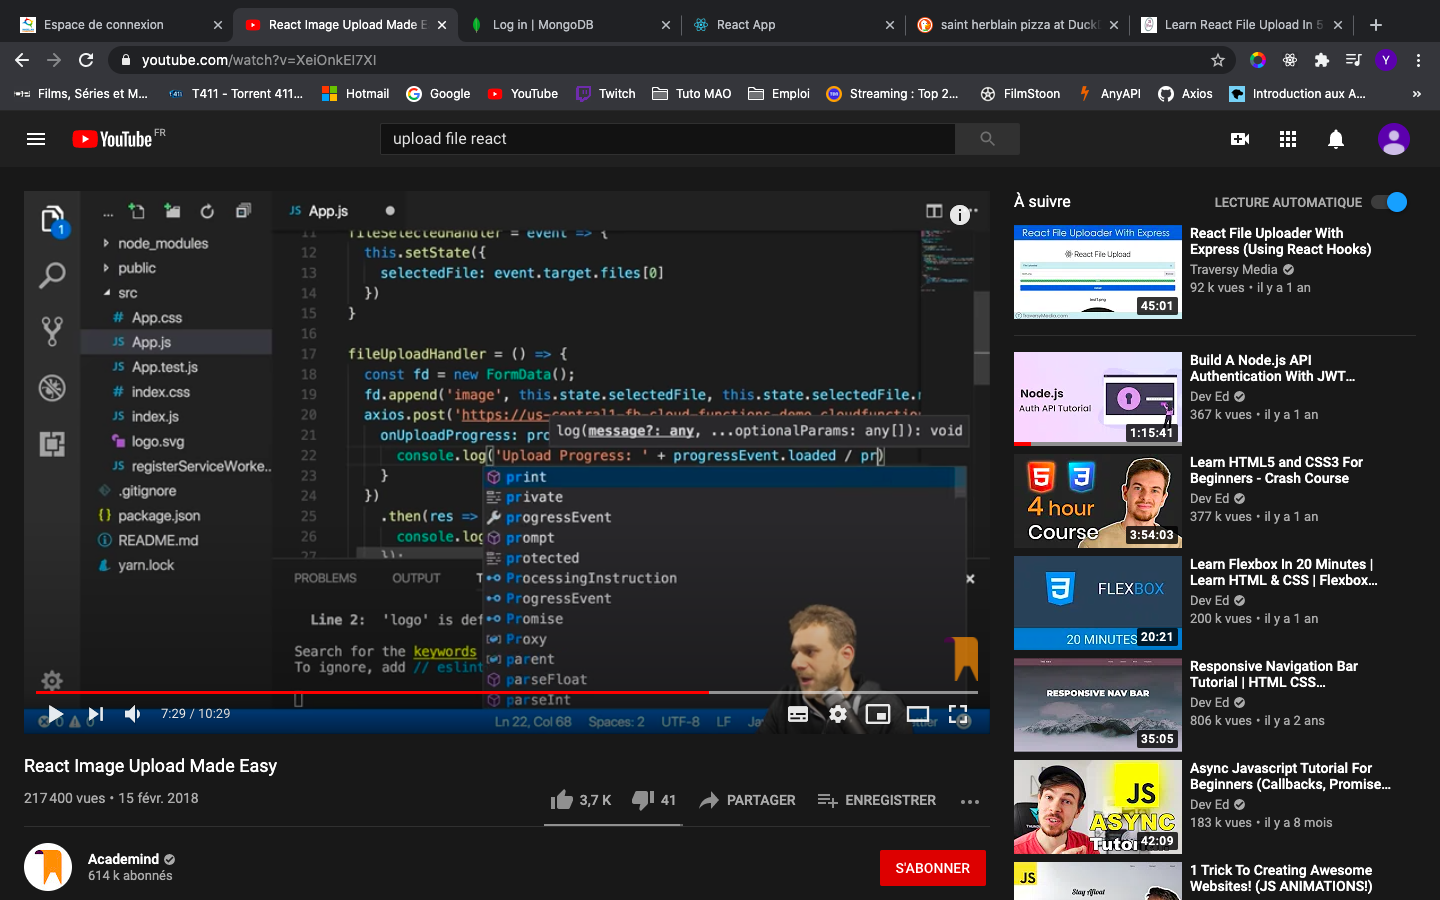 Espace de connexion
React Image Upload Made E
Log in | MongoDB
React App
saint herblain pizza at Duck
Learn React File Upload In 5
youtube.com/watch?v=XeiOnkEI7XI
Films, Séries et M...
T411 - Torrent 411...
Hotmail
Google
YouTube
Twitch
Tuto MAO
Emploi
Streaming : Top 2...
FilmStoon
AnyAPI
Axios
Introduction aux A...
»
YouTube FR
upload file react
App.js
node_modules
public
src
# App.css
JS App.js
JS App.test.js
# index.css
JS index.js
logo.svg
JS registerServiceWorke...
.gitignore
{} package.json
README.md
yarn.lock
11 fileSelectedHandler = event => {
12 this.setState({
13 selectedFile: event.target.files[0]
14 })
15 }
16
17 fileUploadHandler = () => {
18 const fd = new FormData();
19 fd.append('image', this.state.selectedFile, this.state.selectedFile.
20 axios.post('https://us-central1-fb-cloud-functions-demo.cloudfunction
log(message?: any, ...optionalParams: any[]): void
21 onUploadProgress: pro
22 console.log('Upload Progress: ' + progressEvent.loaded / pr)
23 }
24 })
25 .then(res =>
26 console.log
27 });
print
private
progressEvent
prompt
protected
ProcessingInstruction
ProgressEvent
Promise
Proxy
parent
parseFloat
parseInt
PROBLEMS OUTPUT
Line 2: 'logo' is def
Search for the keywords
To ignore, add // eslint
Ln 22, Col 68 Spaces: 2 UTF-8 LF
7:29 / 10:29
React Image Upload Made Easy
217 400 vues • 15 févr. 2018
3,7 K
41
PARTAGER
ENREGISTRER
Academind
614 k abonnés
S'ABONNER
À suivre
LECTURE AUTOMATIQUE
React File Uploader With Express
React File Upload
45:01
React File Uploader With
Express (Using React Hooks)
Traversy Media
92 k vues • il y a 1 an
Node.js
Auth API Tutorial
1:15:41
Build A Node.js API
Authentication With JWT...
Dev Ed
367 k vues • il y a 1 an
4 hour
Course
3:54:03
Learn HTML5 and CSS3 For
Beginners - Crash Course
Dev Ed
377 k vues • il y a 1 an
FLEXBOX
20 MINUTES
20:21
Learn Flexbox In 20 Minutes |
Learn HTML & CSS | Flexbox...
Dev Ed
200 k vues • il y a 1 an
RESPONSIVE NAV BAR
35:05
Responsive Navigation Bar
Tutorial | HTML CSS...
Dev Ed
806 k vues • il y a 2 ans
JS
ASYNC
Tutor
42:09
Async Javascript Tutorial For
Beginners (Callbacks, Promise...
Dev Ed
183 k vues • il y a 8 mois
JS
Stay Afloat
1 Trick To Creating Awesome
Websites! (JS ANIMATIONS!)